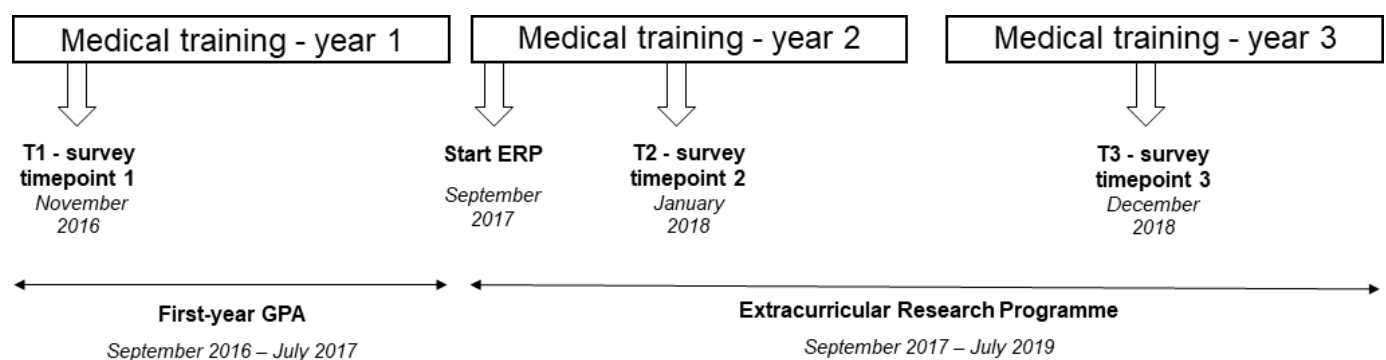 Medical training - year 1
Medical training - year 2
Medical training - year 3
T1 - survey
timepoint 1
November
2016
Start ERP
September
2017
T2 - survey
timepoint 2
January
2018
T3 - survey
timepoint 3
December
2018
First-year GPA
September 2016 – July 2017
Extracurricular Research Programme
September 2017 – July 2019